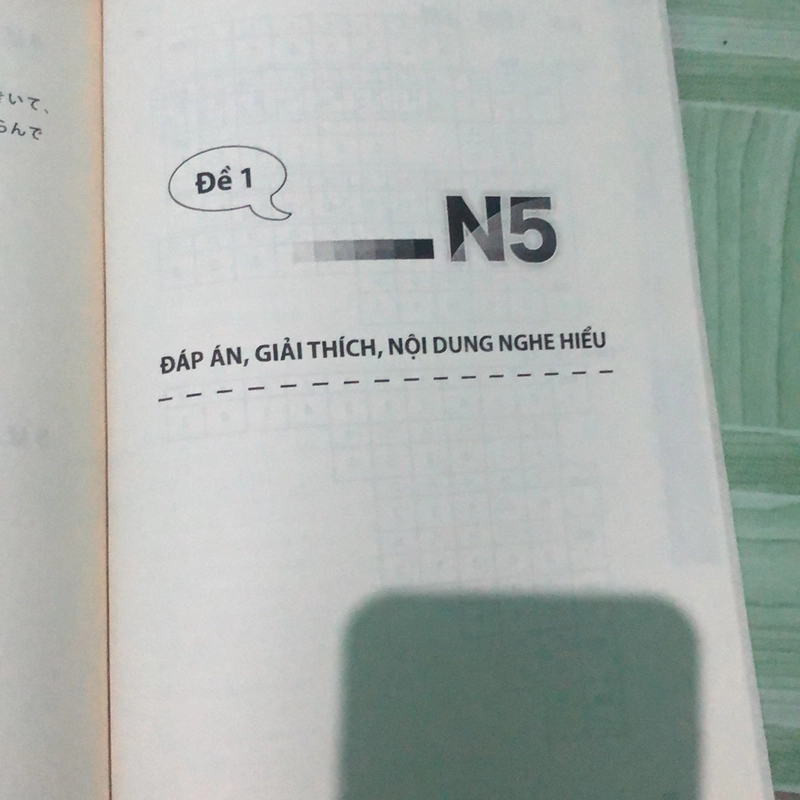 いて、
らんで
Đề 1
N5
ĐÁP ÁN, GIẢI THÍCH, NỘI DUNG NGHE HIỂU